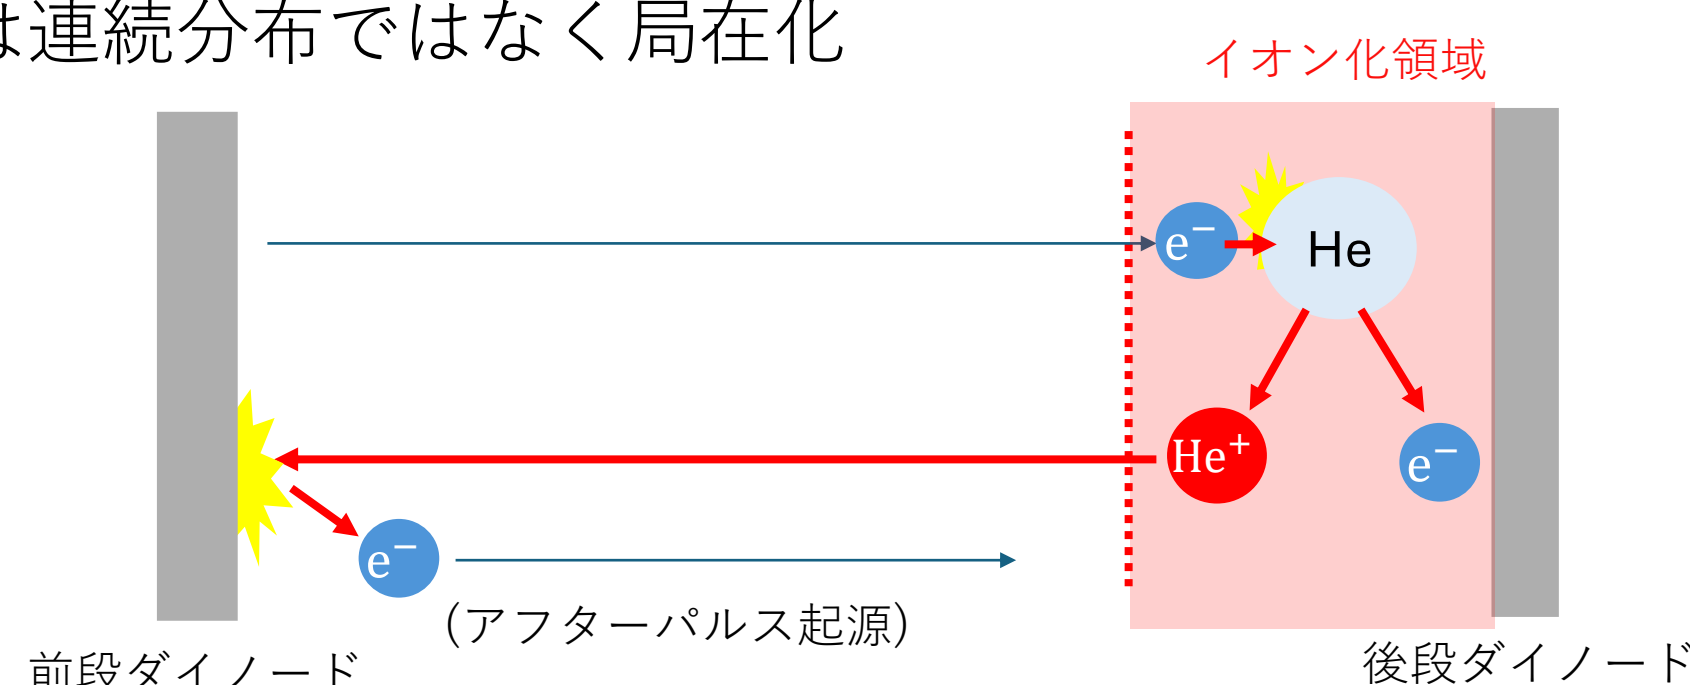 は連続分布ではなく局在化
イオン化領域
e⁻
He
He⁺
e⁻
e⁻
(アフターパルス起源)
前段ダイノード
後段ダイノード